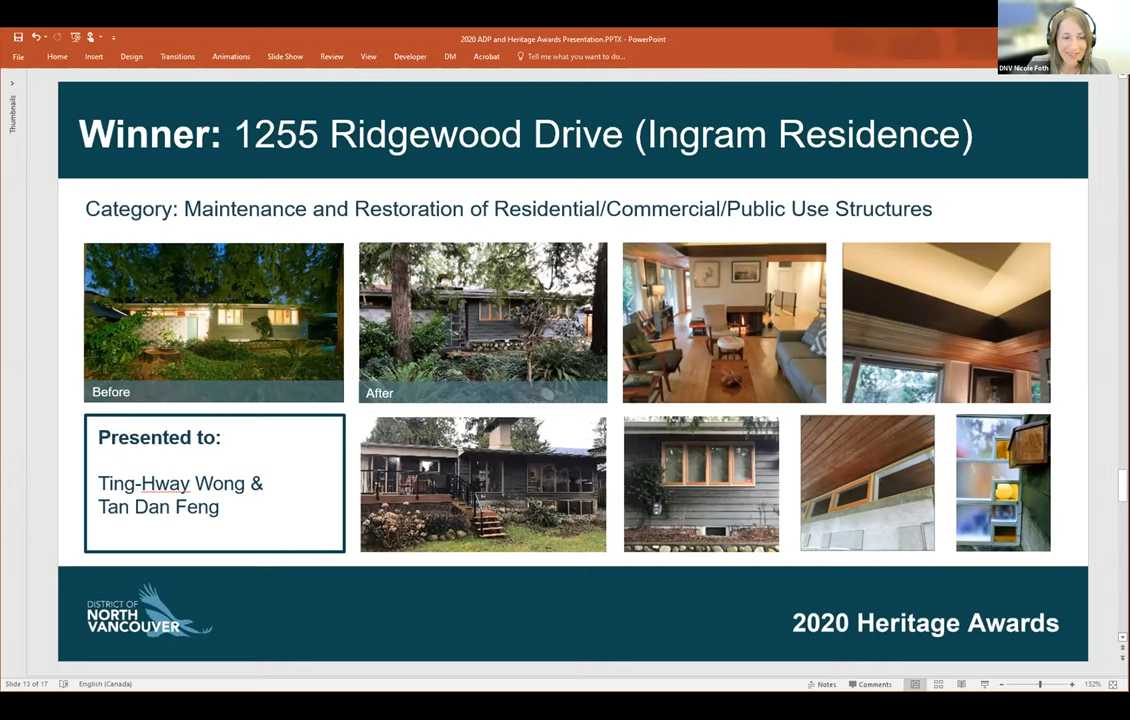 2020 ADP and Heritage Awards Presentation.PPTX - PowerPoint
File Home Insert Design Transitions Animations Slide Show Review View Developer DM Acrobat Tell me what you want to do...
DNV Nicole Foth
Thumbnails
Winner: 1255 Ridgewood Drive (Ingram Residence)
Category: Maintenance and Restoration of Residential/Commercial/Public Use Structures
Before
After
Presented to:
Ting-Hway Wong &
Tan Dan Feng
DISTRICT OF
NORTH
VANCOUVER
2020 Heritage Awards
Slide 13 of 17 English (Canada) Notes Comments 132%